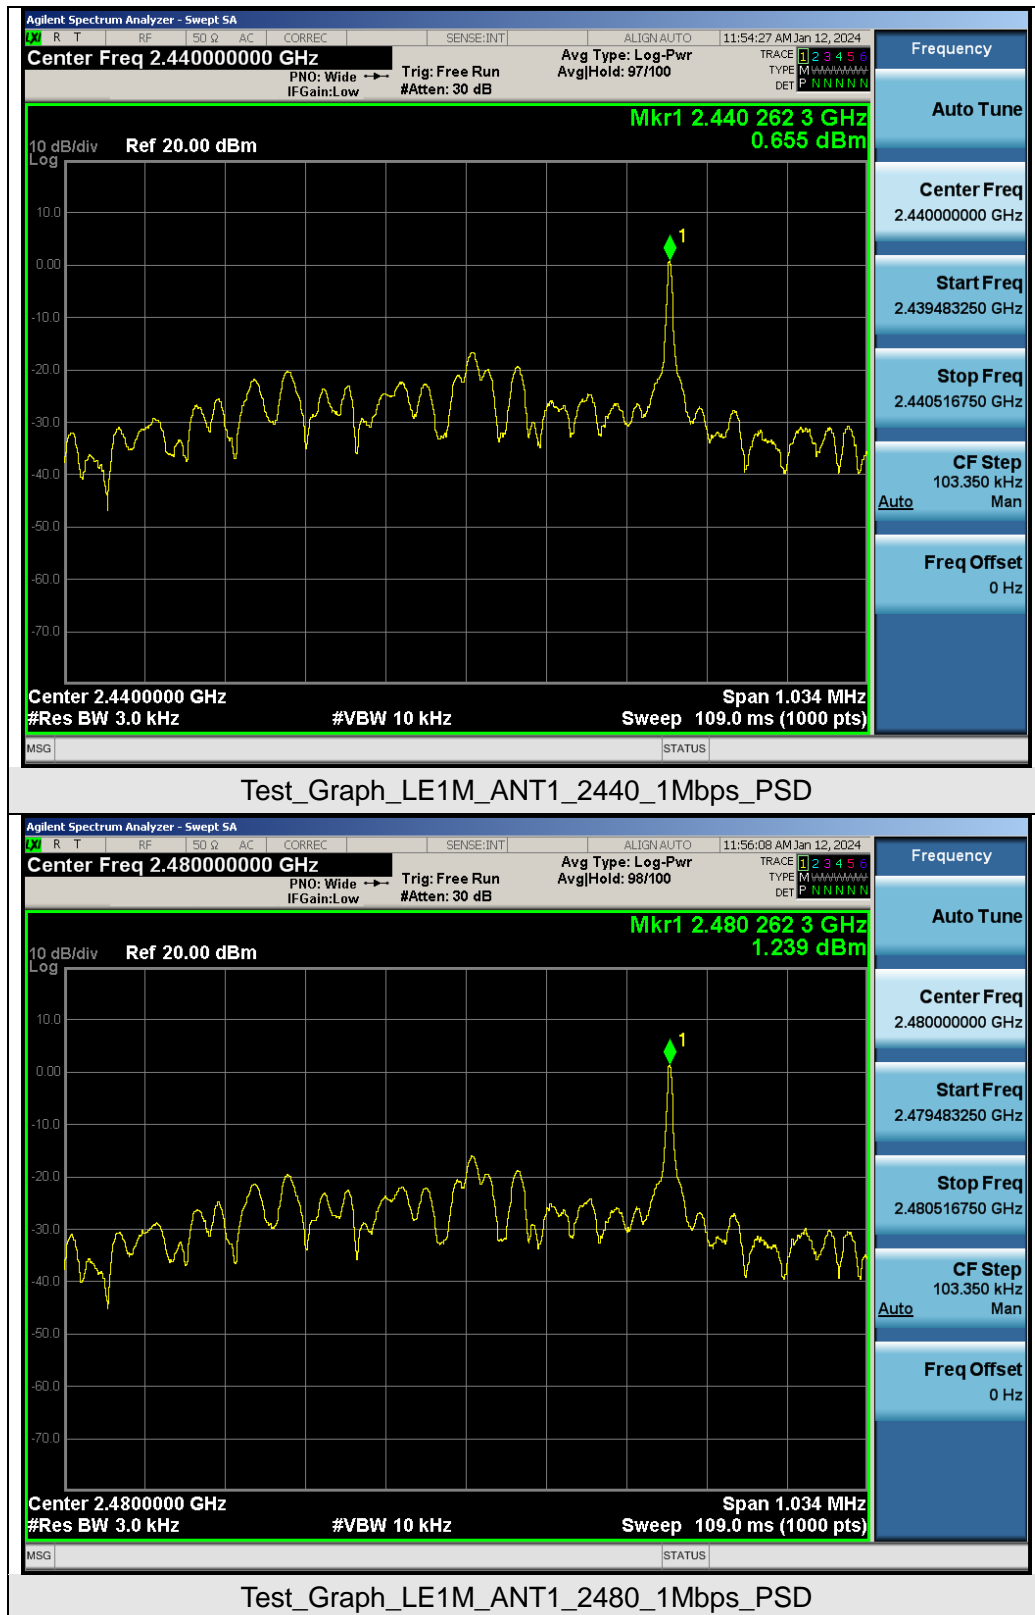 Agilent Spectrum Analyzer - Swept SA
LXI R T RF 50 Ω AC CORREC SENSE:INT ALIGN AUTO 11:54:27 AM Jan 12, 2024
Center Freq 2.440000000 GHz
PNO: Wide
IFGain:Low
Trig: Free Run
#Atten: 30 dB
Avg Type: Log-Pwr
Avg|Hold: 97/100
TRACE 1 2 3 4 5 6
TYPE M
DET P N N N N N
Mkr1 2.440 262 3 GHz
0.655 dBm
10 dB/div Ref 20.00 dBm
Log
10.0
0.00
-10.0
-20.0
-30.0
-40.0
-50.0
-60.0
-70.0
1
Center 2.4400000 GHz Span 1.034 MHz
#Res BW 3.0 kHz #VBW 10 kHz Sweep 109.0 ms (1000 pts)
MSG STATUS
Frequency
Auto Tune
Center Freq
2.440000000 GHz
Start Freq
2.439483250 GHz
Stop Freq
2.440516750 GHz
CF Step
103.350 kHz
Auto Man
Freq Offset
0 Hz
Test_Graph_LE1M_ANT1_2440_1Mbps_PSD
Agilent Spectrum Analyzer - Swept SA
LXI R T RF 50 Ω AC CORREC SENSE:INT ALIGN AUTO 11:56:08 AM Jan 12, 2024
Center Freq 2.480000000 GHz
PNO: Wide
IFGain:Low
Trig: Free Run
#Atten: 30 dB
Avg Type: Log-Pwr
Avg|Hold: 98/100
TRACE 1 2 3 4 5 6
TYPE M
DET P N N N N N
Mkr1 2.480 262 3 GHz
1.239 dBm
10 dB/div Ref 20.00 dBm
Log
10.0
0.00
-10.0
-20.0
-30.0
-40.0
-50.0
-60.0
-70.0
1
Center 2.4800000 GHz Span 1.034 MHz
#Res BW 3.0 kHz #VBW 10 kHz Sweep 109.0 ms (1000 pts)
MSG STATUS
Frequency
Auto Tune
Center Freq
2.480000000 GHz
Start Freq
2.479483250 GHz
Stop Freq
2.480516750 GHz
CF Step
103.350 kHz
Auto Man
Freq Offset
0 Hz
Test_Graph_LE1M_ANT1_2480_1Mbps_PSD